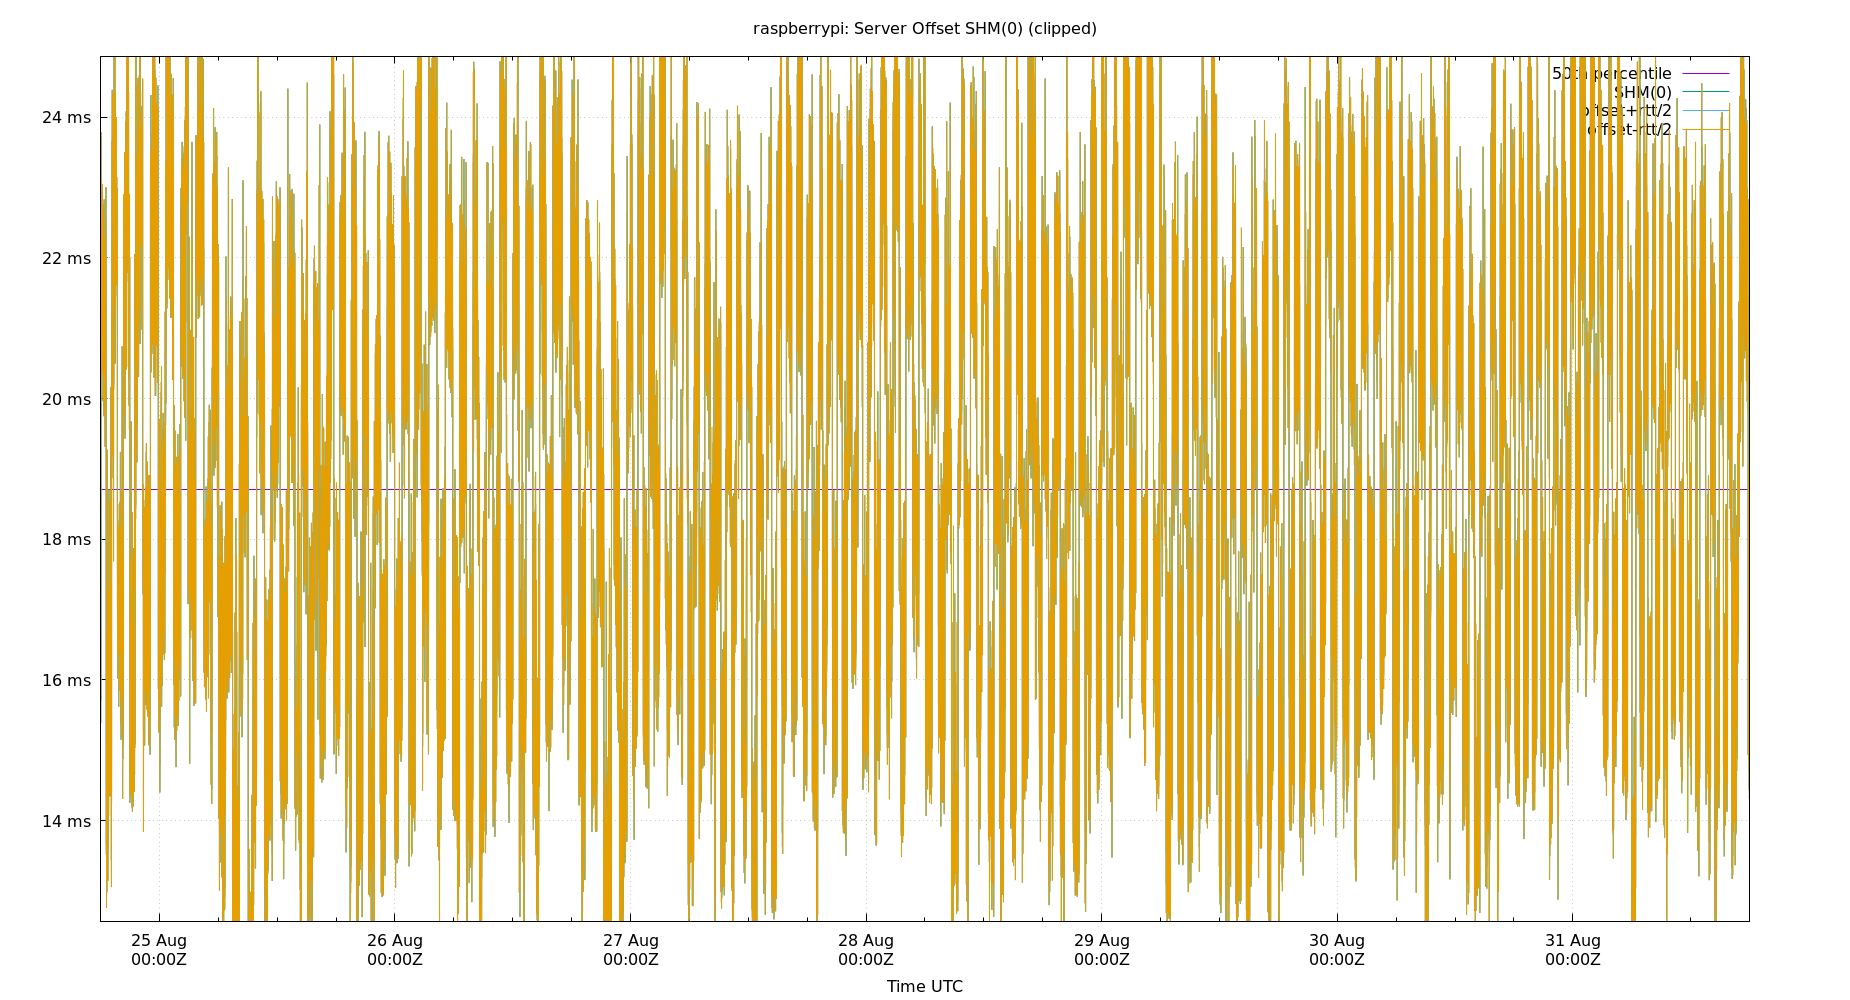 raspberrypi: Server Offset SHM(0) (clipped)
50th percentile
SHM(0)
offset+rtt/2
offset-rtt/2
24 ms
22 ms
20 ms
18 ms
16 ms
14 ms
25 Aug 26 Aug 27 Aug 28 Aug 29 Aug 30 Aug 31 Aug
00:00Z 00:00Z 00:00Z 00:00Z 00:00Z 00:00Z 00:00Z
Time UTC